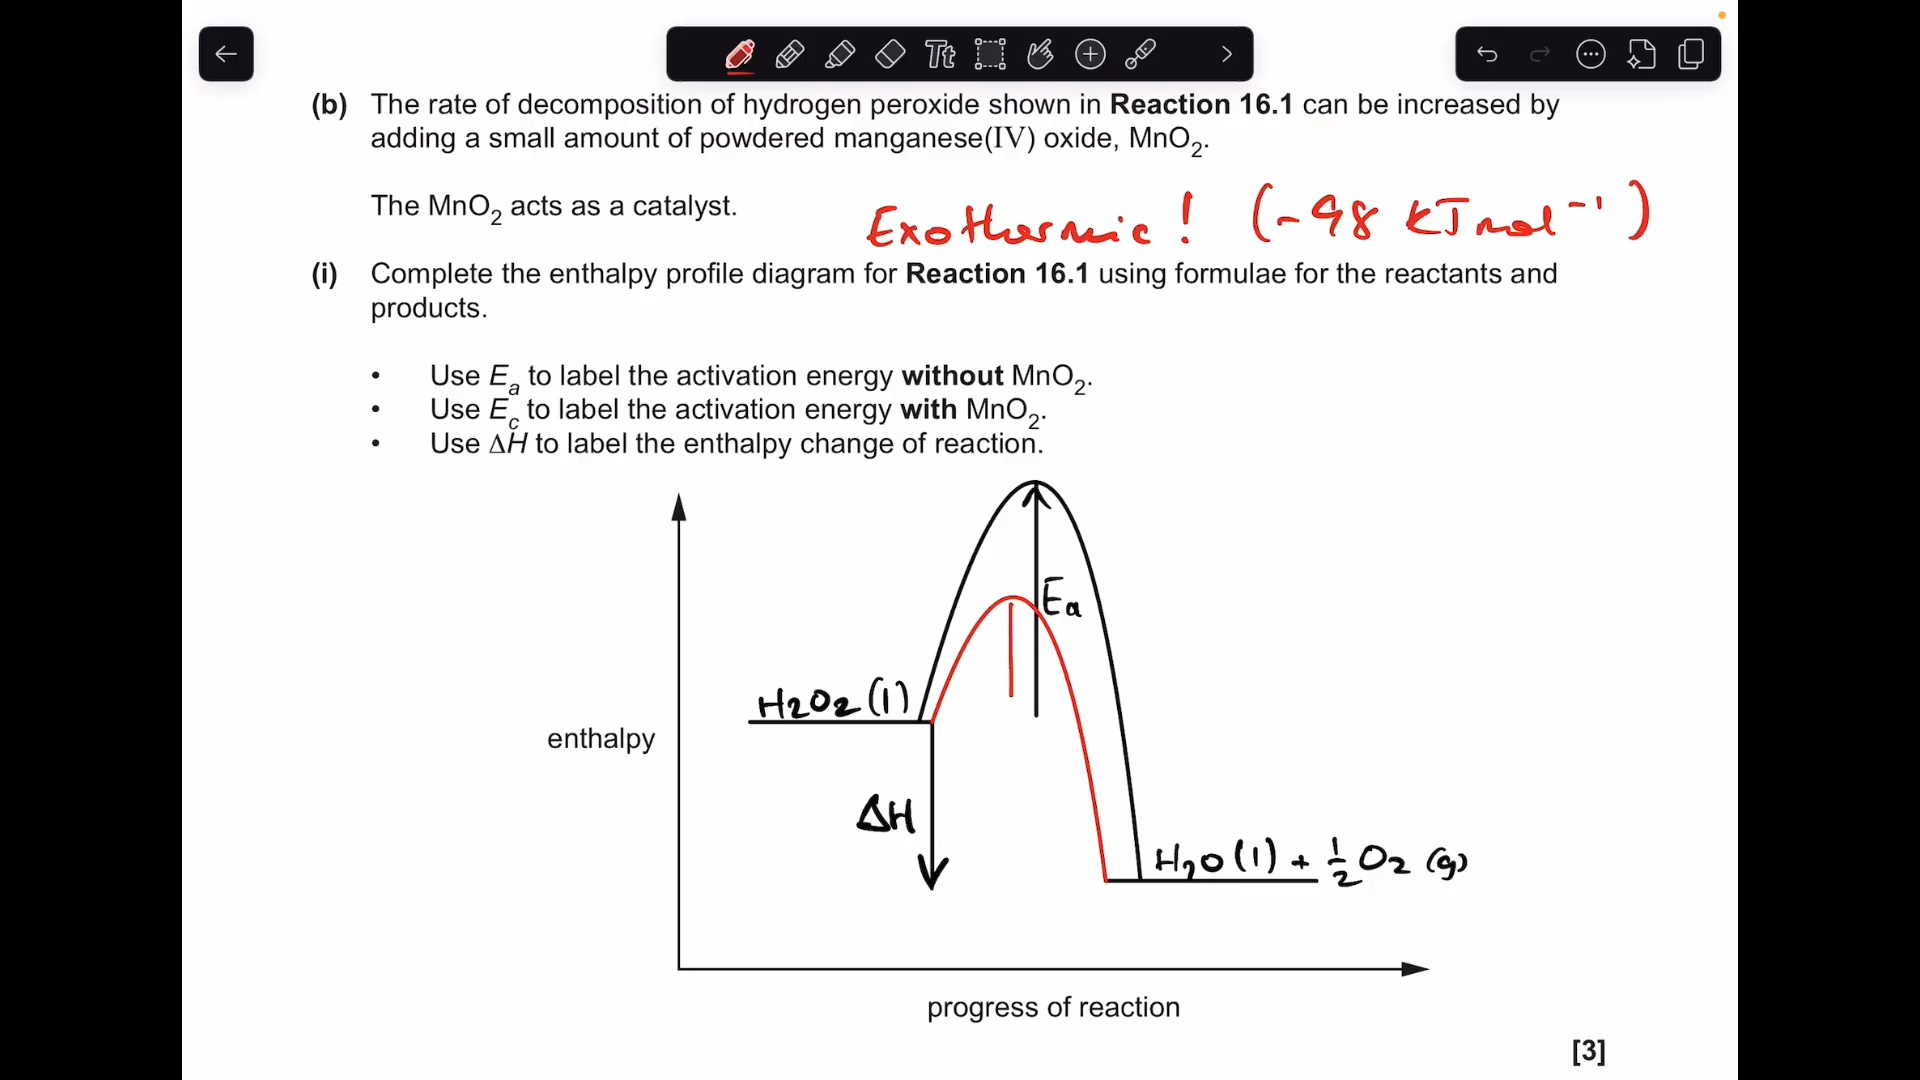 Tt
(b) The rate of decomposition of hydrogen peroxide shown in Reaction 16.1 can be increased by
adding a small amount of powdered manganese(IV) oxide, MnO₂.
The MnO₂ acts as a catalyst.
Exothermic! (-98 kJ mol⁻¹)
(i) Complete the enthalpy profile diagram for Reaction 16.1 using formulae for the reactants and
products.
• Use Eₐ to label the activation energy without MnO₂.
• Use E꜀ to label the activation energy with MnO₂.
• Use ΔH to label the enthalpy change of reaction.
Eₐ
H₂O₂(l)
enthalpy
ΔH
H₂O(l) + ½O₂(g)
progress of reaction
[3]